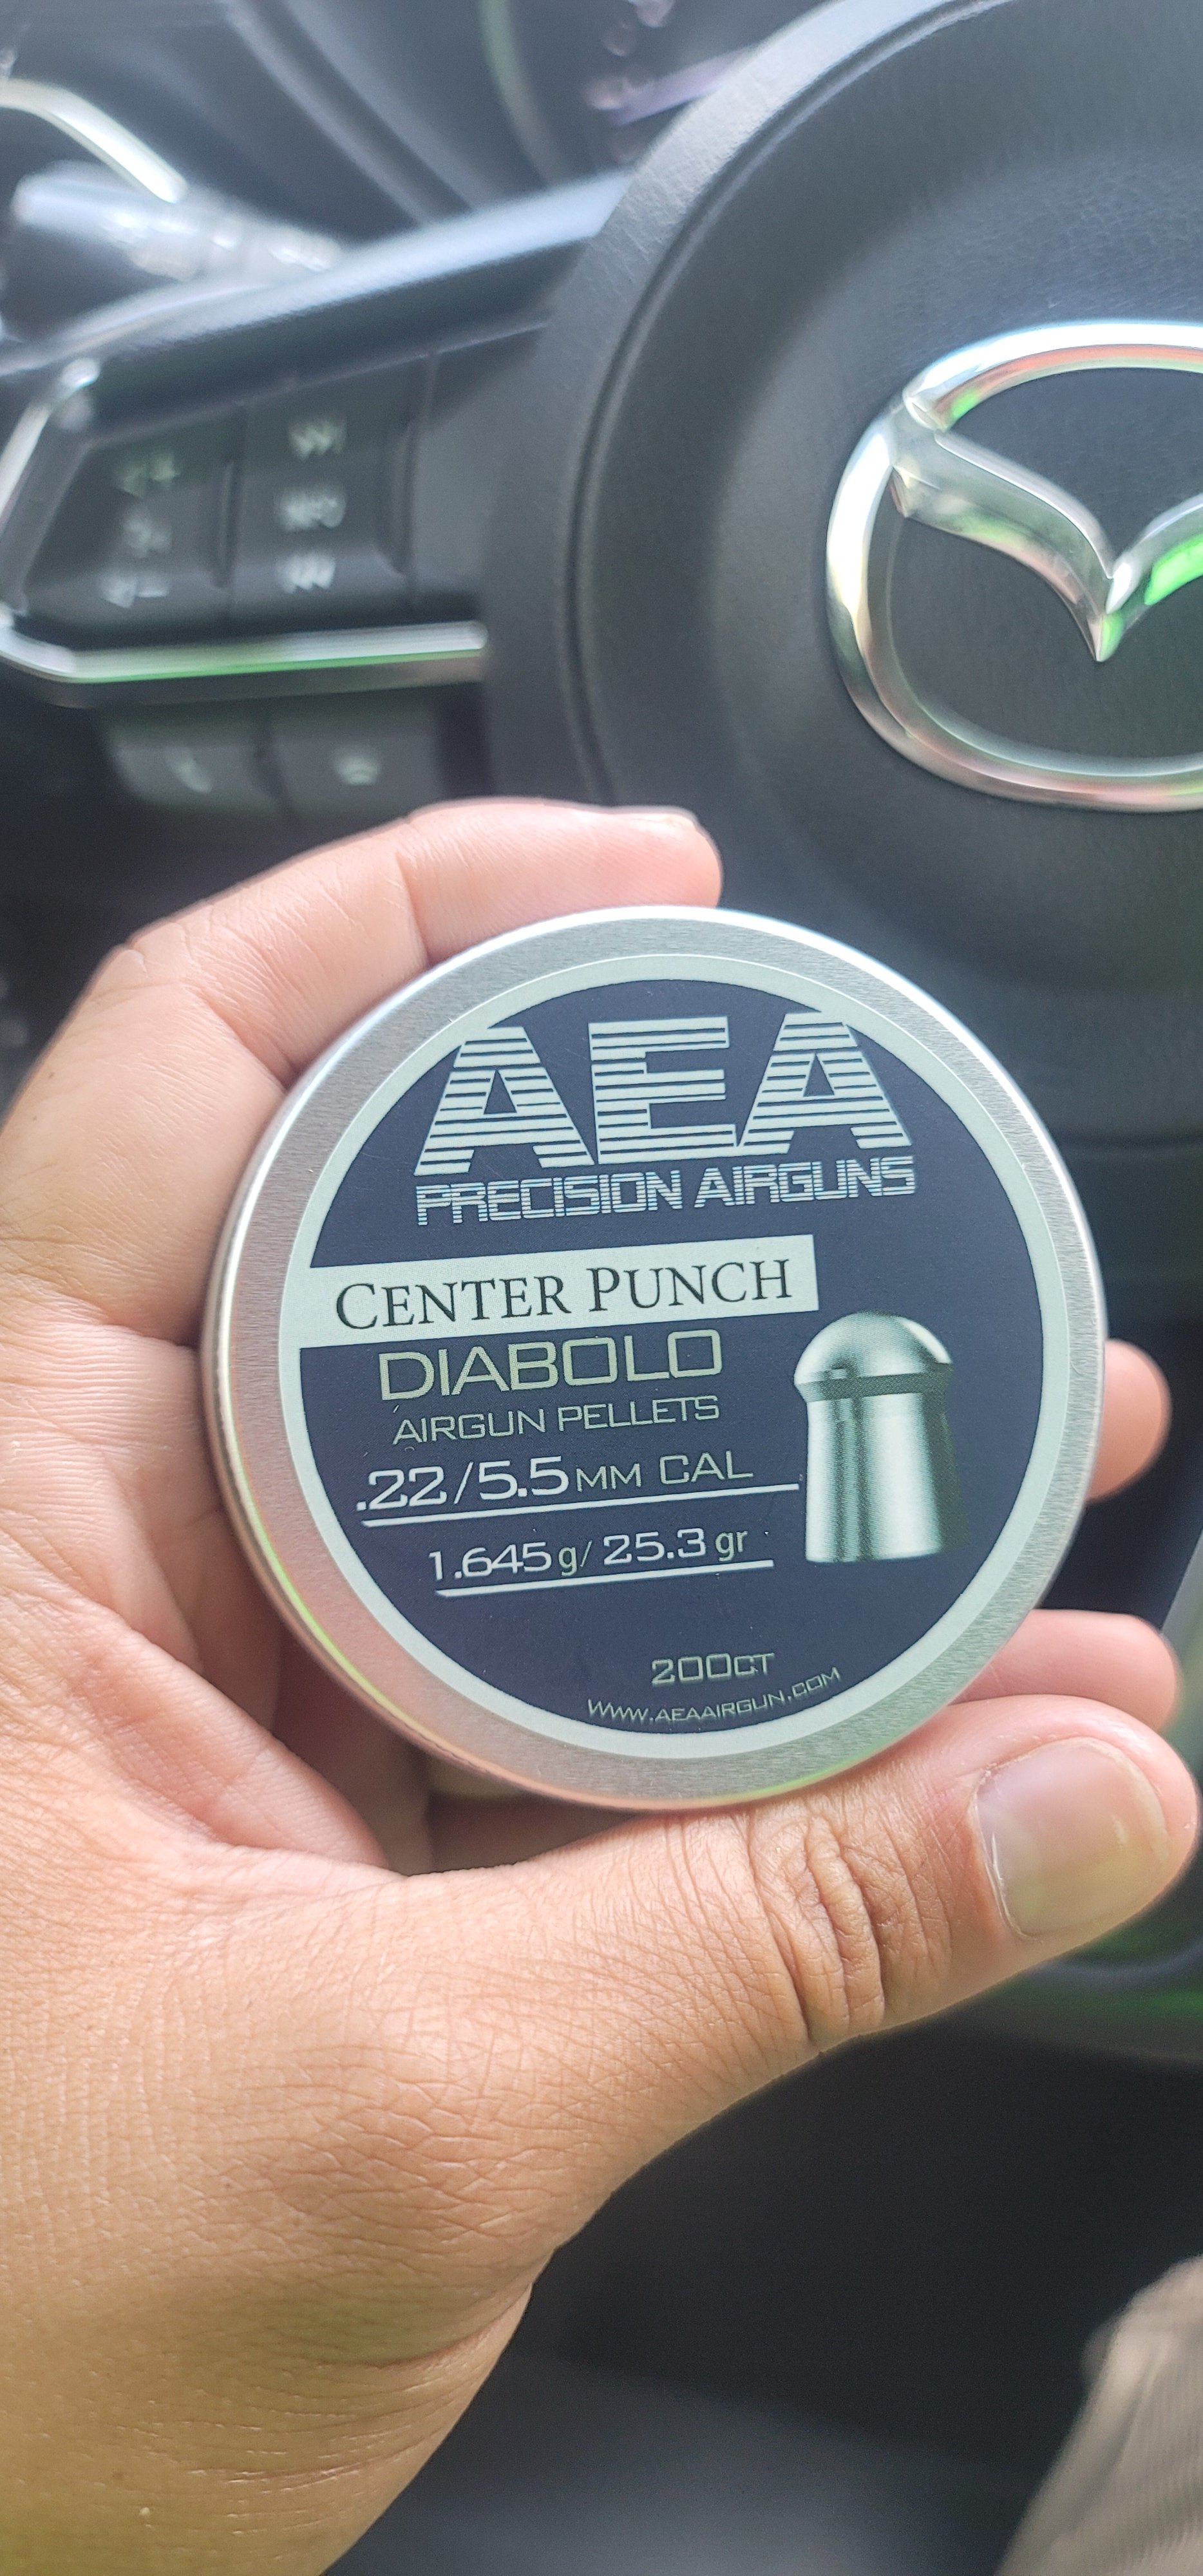 AEA
PRECISION AIRGUNS
CENTER PUNCH
DIABOLO
AIRGUN PELLETS
.22/5.5MM CAL
1.645g/ 25.3 gr
200CT
WWW.AEAAIRGUN.COM